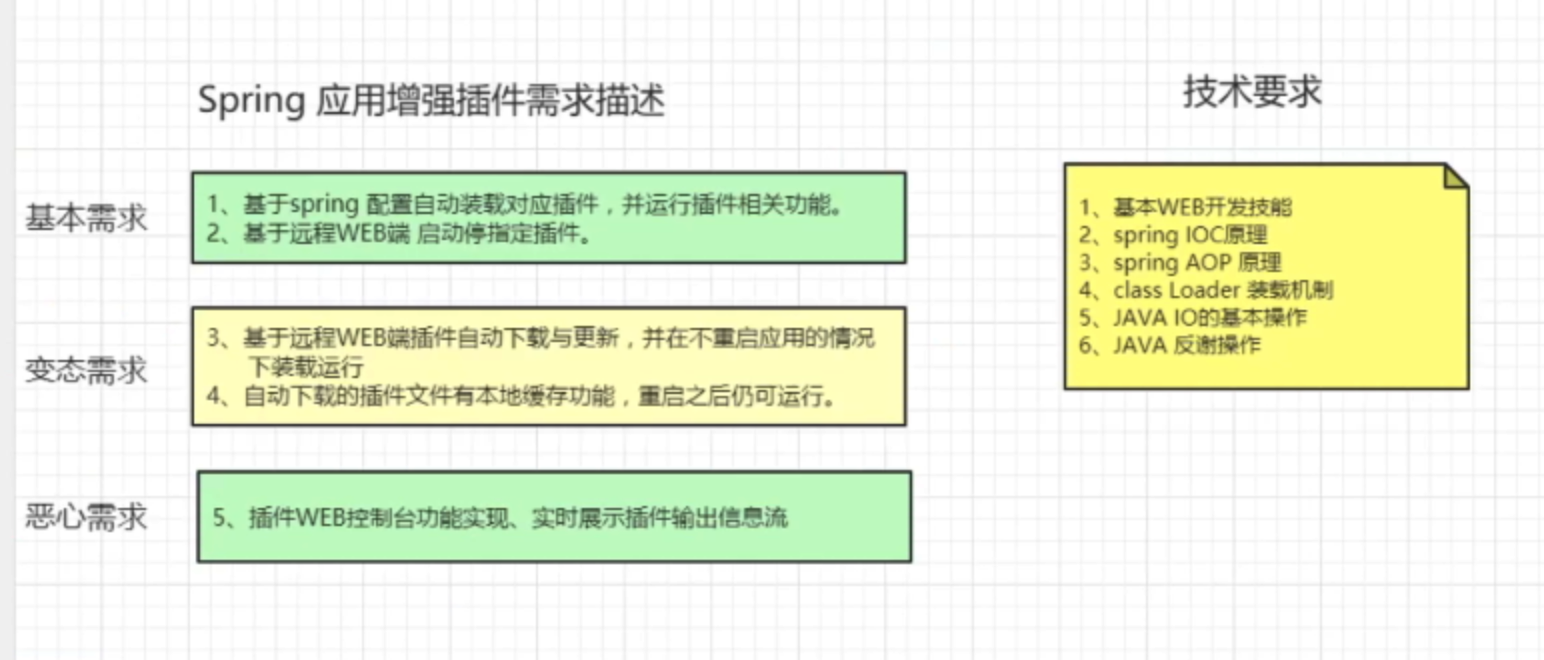 Spring 应用增强插件需求描述
基本需求
1、基于spring 配置自动装载对应插件，并运行插件相关功能。
2、基于远程WEB端 启动停指定插件。
变态需求
3、基于远程WEB端插件自动下载与更新，并在不重启应用的情况
下装载运行
4、自动下载的插件文件有本地缓存功能，重启之后仍可运行。
恶心需求
5、插件WEB控制台功能实现、实时展示插件输出信息流
技术要求
1、基本WEB开发技能
2、spring IOC原理
3、spring AOP 原理
4、class Loader 装载机制
5、JAVA IO的基本操作
6、JAVA 反谢操作